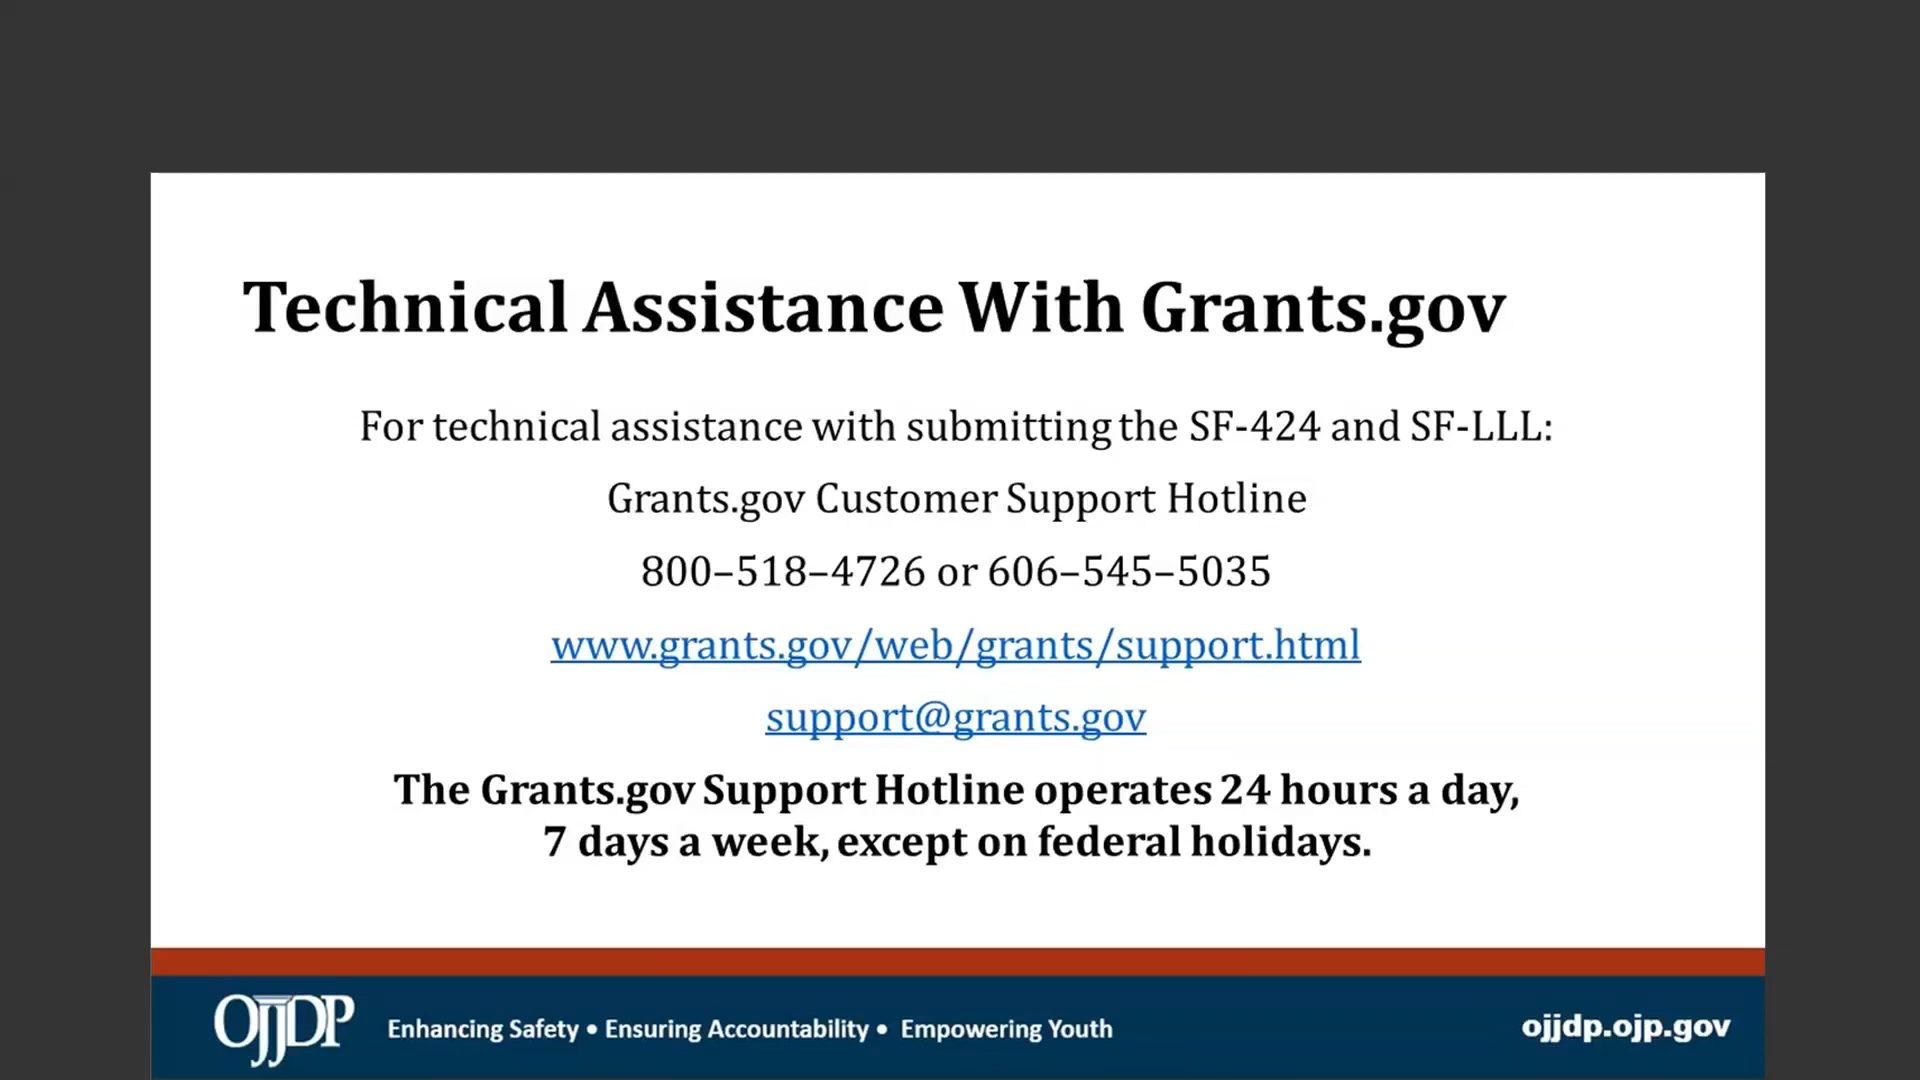 Technical Assistance With Grants.gov
For technical assistance with submitting the SF-424 and SF-LLL:
Grants.gov Customer Support Hotline
800–518–4726 or 606–545–5035
www.grants.gov/web/grants/support.html
support@grants.gov
The Grants.gov Support Hotline operates 24 hours a day,
7 days a week, except on federal holidays.
OJJDP Enhancing Safety • Ensuring Accountability • Empowering Youth ojjdp.ojp.gov